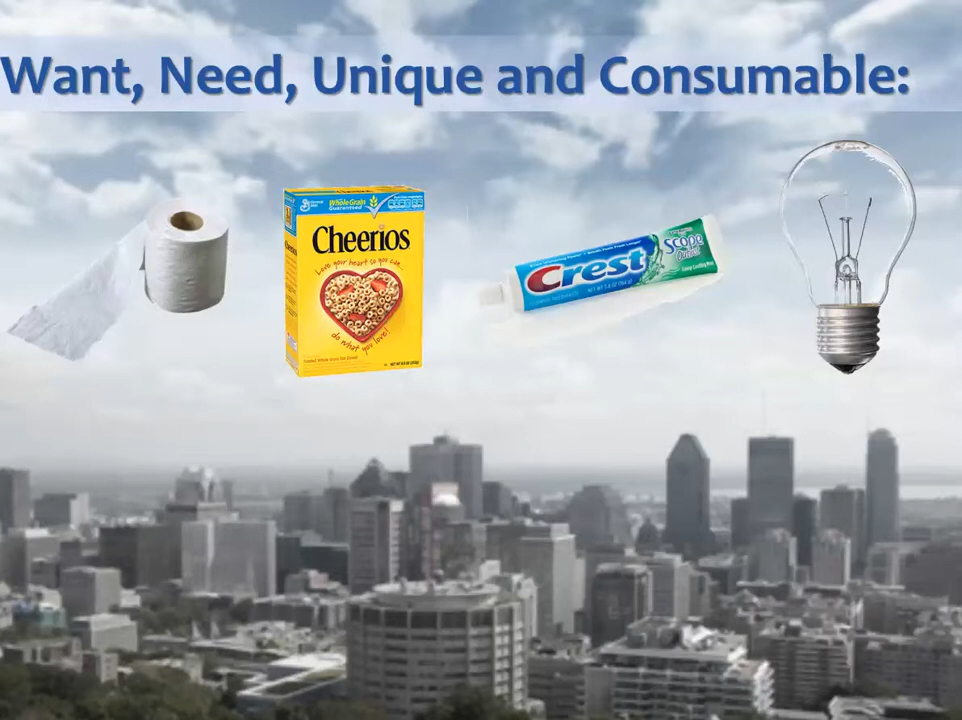 Want, Need, Unique and Consumable:
Whole Grain
Guaranteed
Cheerios
Love your heart so you can...
do what you love!
Crest
Scope